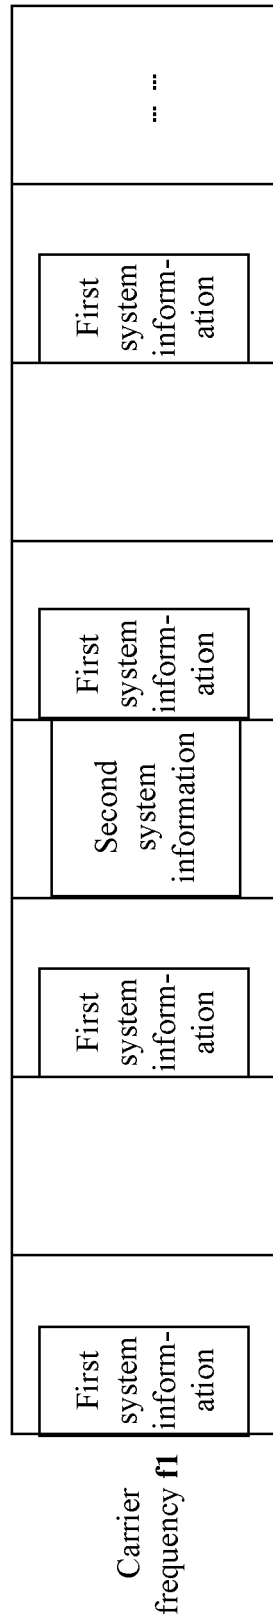 Carrier
frequency f1
First
system
inform-
ation
First
system
inform-
ation
Second
system
information
First
system
inform-
ation
First
system
inform-
ation
... ...